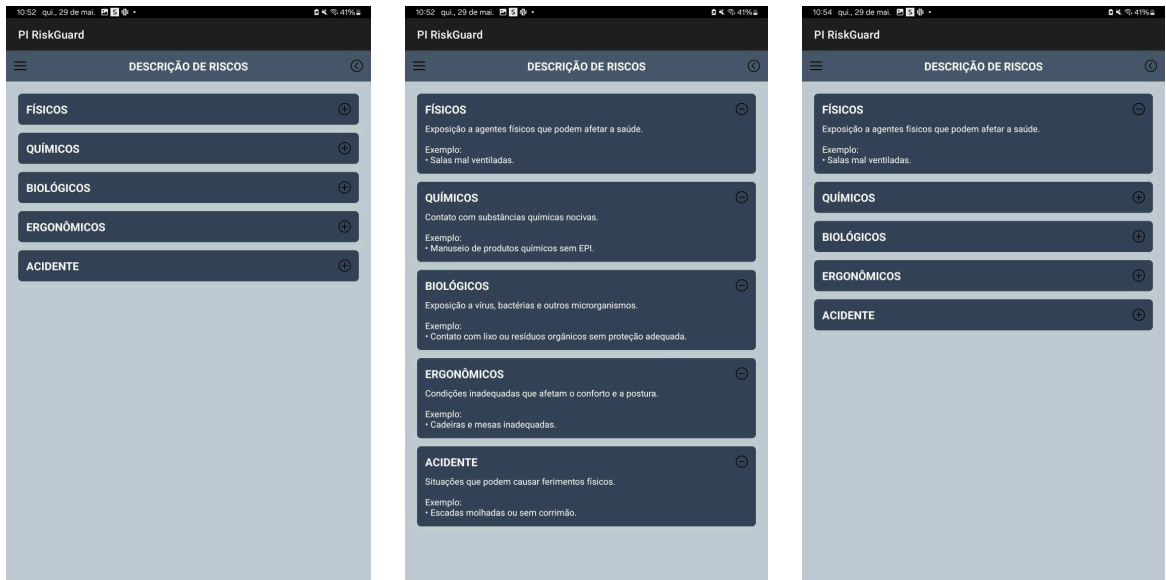 10:52 qui., 29 de mai.
41%
PI RiskGuard
DESCRIÇÃO DE RISCOS
FÍSICOS
QUÍMICOS
BIOLÓGICOS
ERGONÔMICOS
ACIDENTE
10:52 qui., 29 de mai.
41%
PI RiskGuard
DESCRIÇÃO DE RISCOS
FÍSICOS
Exposição a agentes físicos que podem afetar a saúde.
Exemplo:
• Salas mal ventiladas.
QUÍMICOS
Contato com substâncias químicas nocivas.
Exemplo:
• Manuseio de produtos químicos sem EPI.
BIOLÓGICOS
Exposição a vírus, bactérias e outros microrganismos.
Exemplo:
• Contato com lixo ou resíduos orgânicos sem proteção adequada.
ERGONÔMICOS
Condições inadequadas que afetam o conforto e a postura.
Exemplo:
• Cadeiras e mesas inadequadas.
ACIDENTE
Situações que podem causar ferimentos físicos.
Exemplo:
• Escadas molhadas ou sem corrimão.
10:54 qui., 29 de mai.
41%
PI RiskGuard
DESCRIÇÃO DE RISCOS
FÍSICOS
Exposição a agentes físicos que podem afetar a saúde.
Exemplo:
• Salas mal ventiladas.
QUÍMICOS
BIOLÓGICOS
ERGONÔMICOS
ACIDENTE